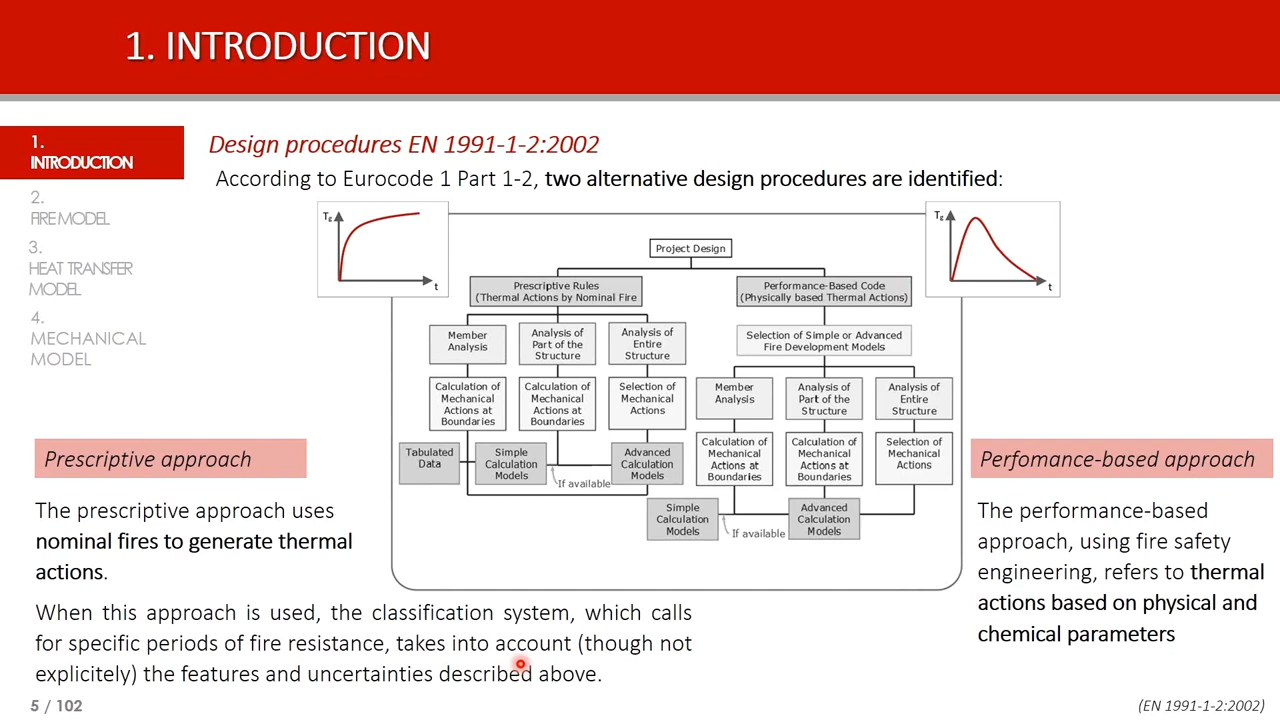 1. INTRODUCTION
1.
INTRODUCTION
2.
FIRE MODEL
3.
HEAT TRANSFER
MODEL
4.
MECHANICAL
MODEL
Design procedures EN 1991-1-2:2002
According to Eurocode 1 Part 1-2, two alternative design procedures are identified:
Tg
t
Tg
t
Project Design
Prescriptive Rules
(Thermal Actions by Nominal Fire
Performance-Based Code
(Physically based Thermal Actions)
Member
Analysis
Analysis of
Part of the
Structure
Analysis of
Entire
Structure
Selection of Simple or Advanced
Fire Development Models
Calculation of
Mechanical
Actions at
Boundaries
Calculation of
Mechanical
Actions at
Boundaries
Selection of
Mechanical
Actions
Member
Analysis
Analysis of
Part of the
Structure
Analysis of
Entire
Structure
Tabulated
Data
Simple
Calculation
Models
If available
Advanced
Calculation
Models
Calculation of
Mechanical
Actions at
Boundaries
Calculation of
Mechanical
Actions at
Boundaries
Selection of
Mechanical
Actions
Simple
Calculation
Models
If available
Advanced
Calculation
Models
Prescriptive approach
The prescriptive approach uses
nominal fires to generate thermal
actions.
When this approach is used, the classification system, which calls
for specific periods of fire resistance, takes into account (though not
explicitely) the features and uncertainties described above.
Perfomance-based approach
The performance-based
approach, using fire safety
engineering, refers to thermal
actions based on physical and
chemical parameters
5 / 102
(EN 1991-1-2:2002)